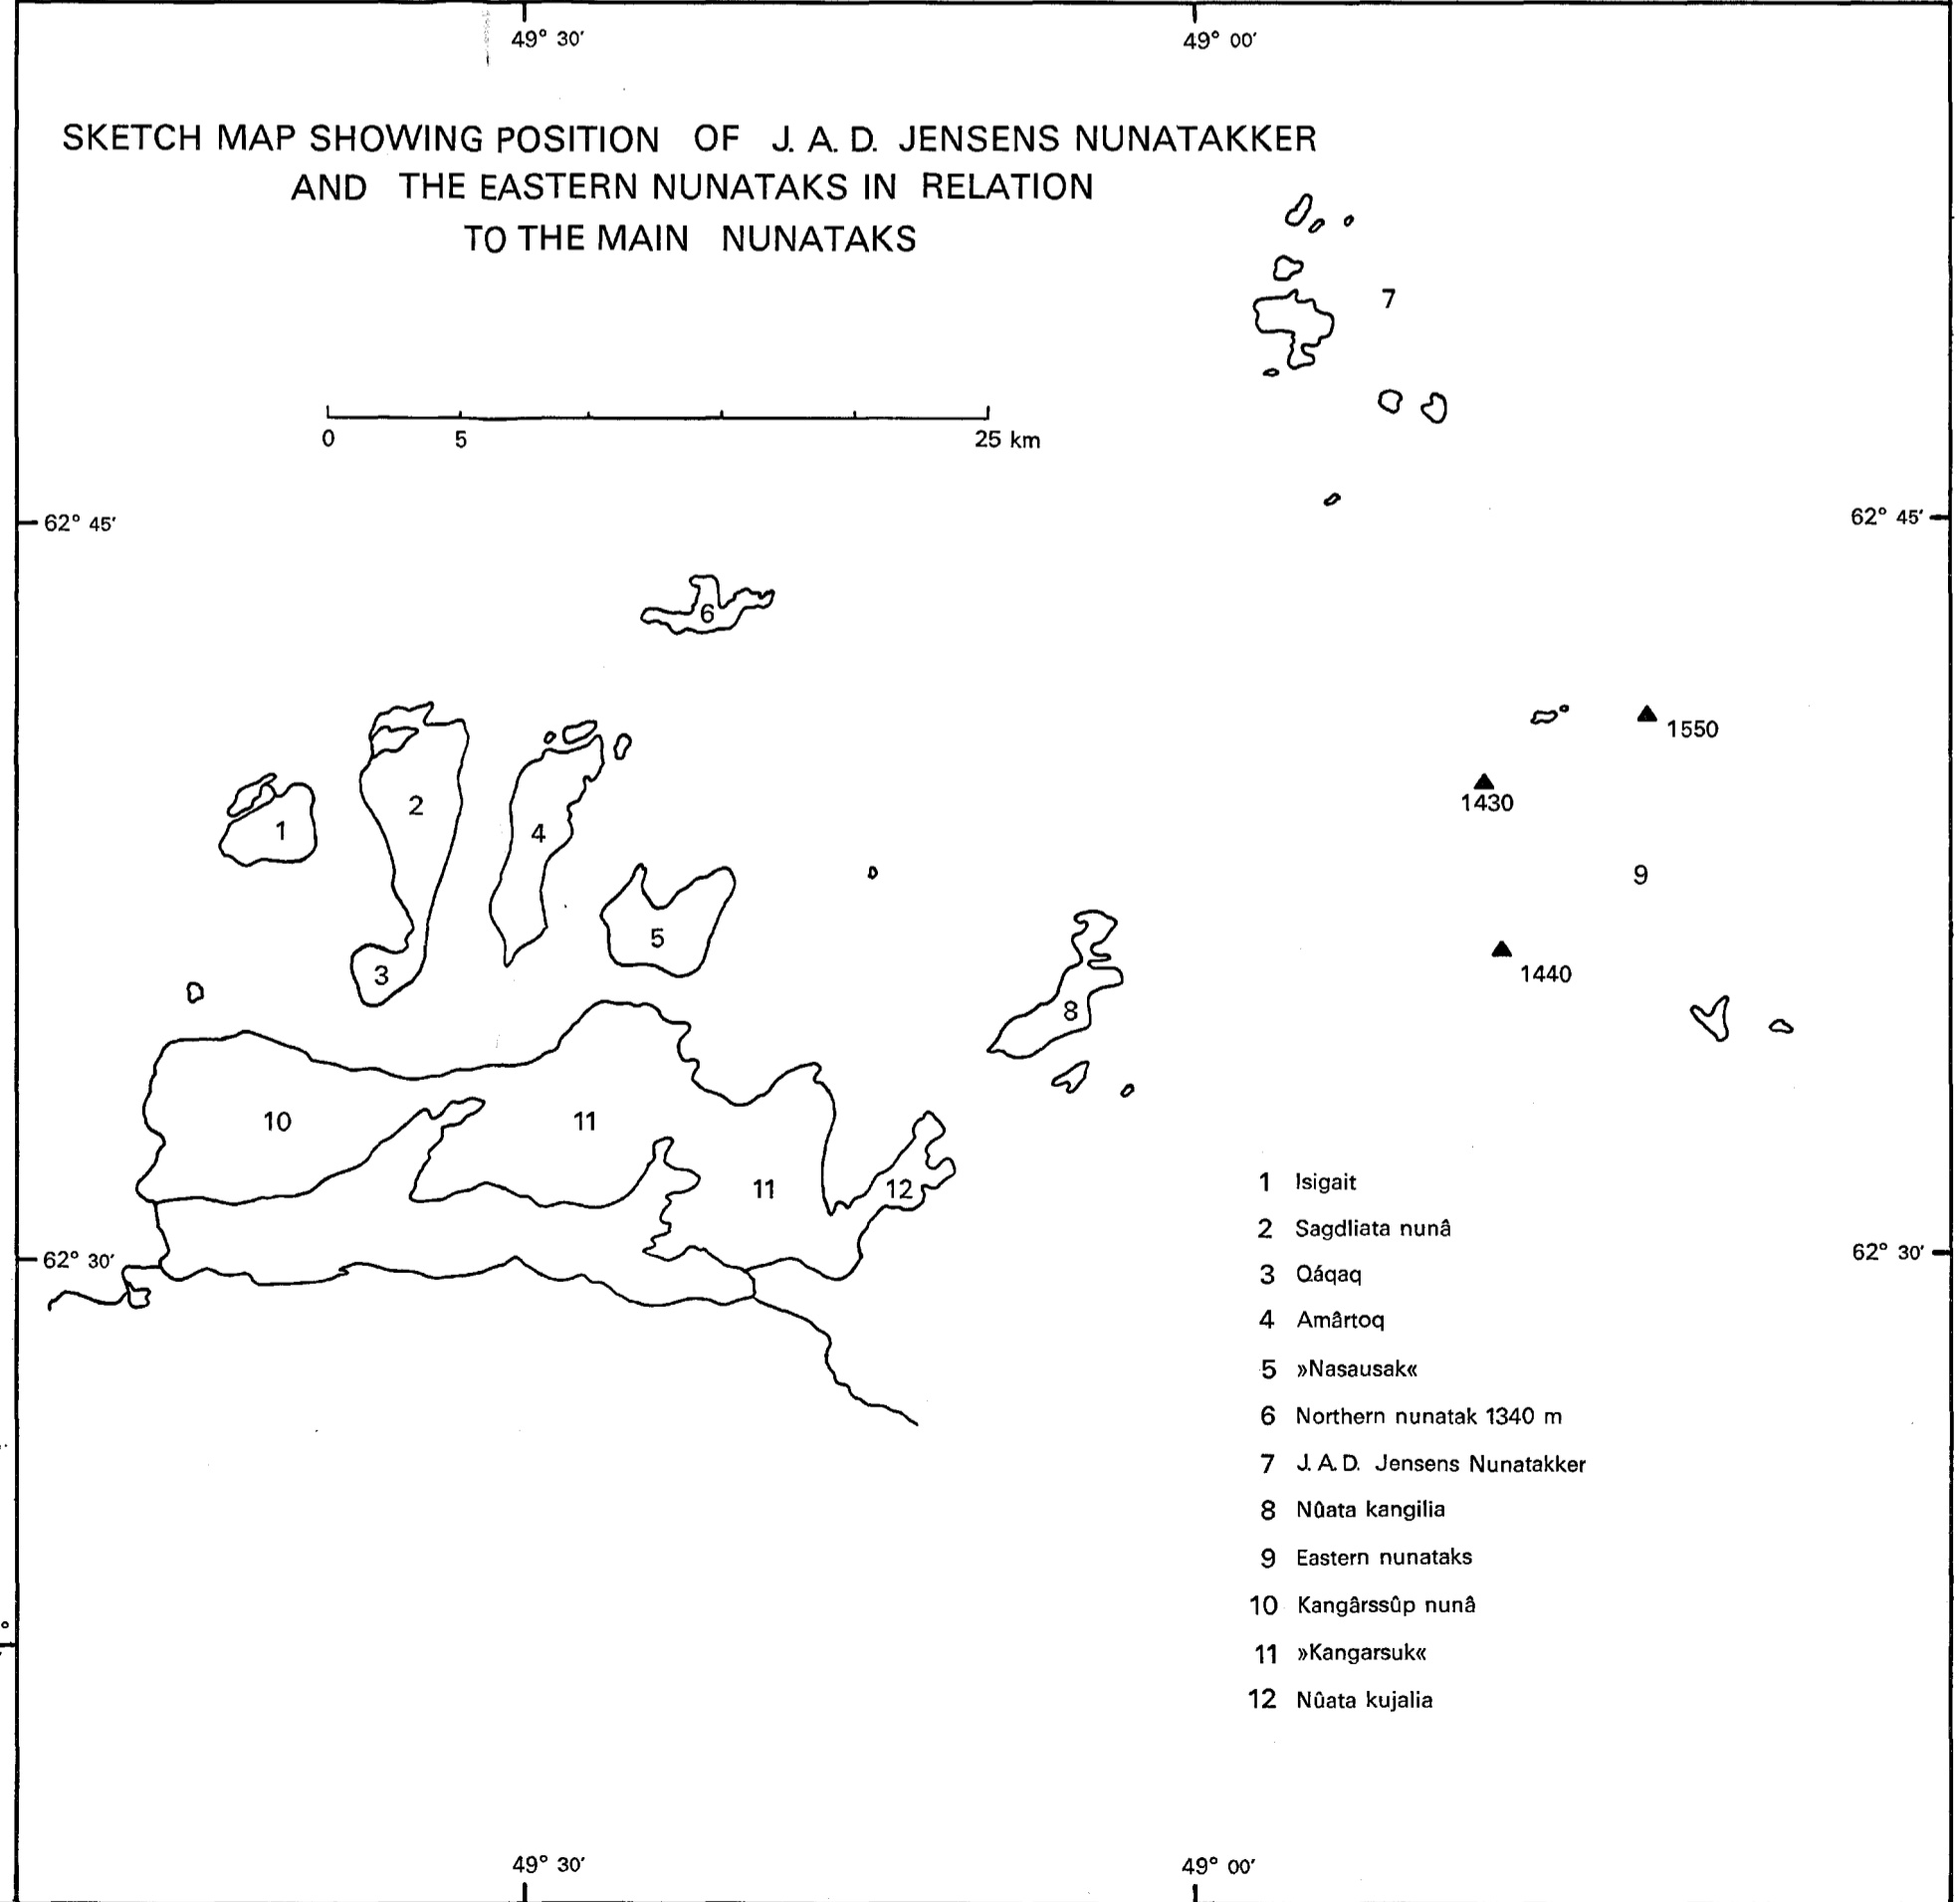 49° 30′ 49° 00′
SKETCH MAP SHOWING POSITION OF J. A. D. JENSENS NUNATAKKER
AND THE EASTERN NUNATAKS IN RELATION
TO THE MAIN NUNATAKS
7
0 5 25 km
62° 45′ 62° 45′
6
1550
1430
2
1
4
9
5
3
1440
8
10 11
11 12
62° 30′ 62° 30′
1 Isigait
2 Sagdliata nunâ
3 Qáqaq
4 Amârtoq
5 »Nasausak«
6 Northern nunatak 1340 m
7 J. A. D. Jensens Nunatakker
8 Nûata kangilia
9 Eastern nunataks
10 Kangârssûp nunâ
11 »Kangarsuk«
12 Nûata kujalia
49° 30′ 49° 00′